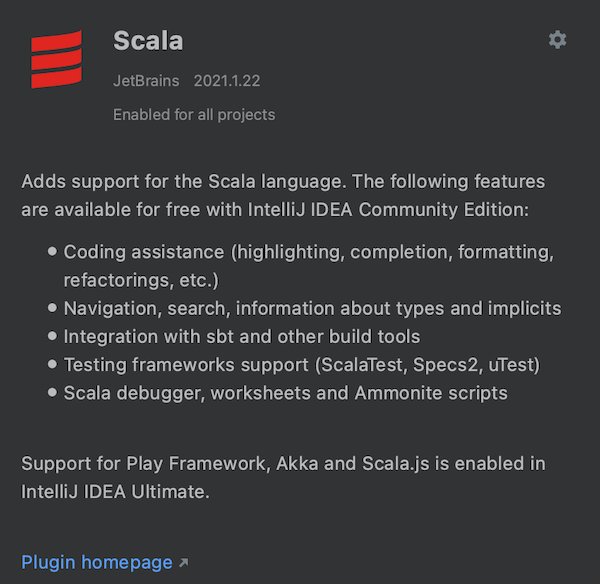 Scala
JetBrains 2021.1.22
Enabled for all projects
Adds support for the Scala language. The following features
are available for free with IntelliJ IDEA Community Edition:
• Coding assistance (highlighting, completion, formatting,
refactorings, etc.)
• Navigation, search, information about types and implicits
• Integration with sbt and other build tools
• Testing frameworks support (ScalaTest, Specs2, uTest)
• Scala debugger, worksheets and Ammonite scripts
Support for Play Framework, Akka and Scala.js is enabled in
IntelliJ IDEA Ultimate.
Plugin homepage ↗